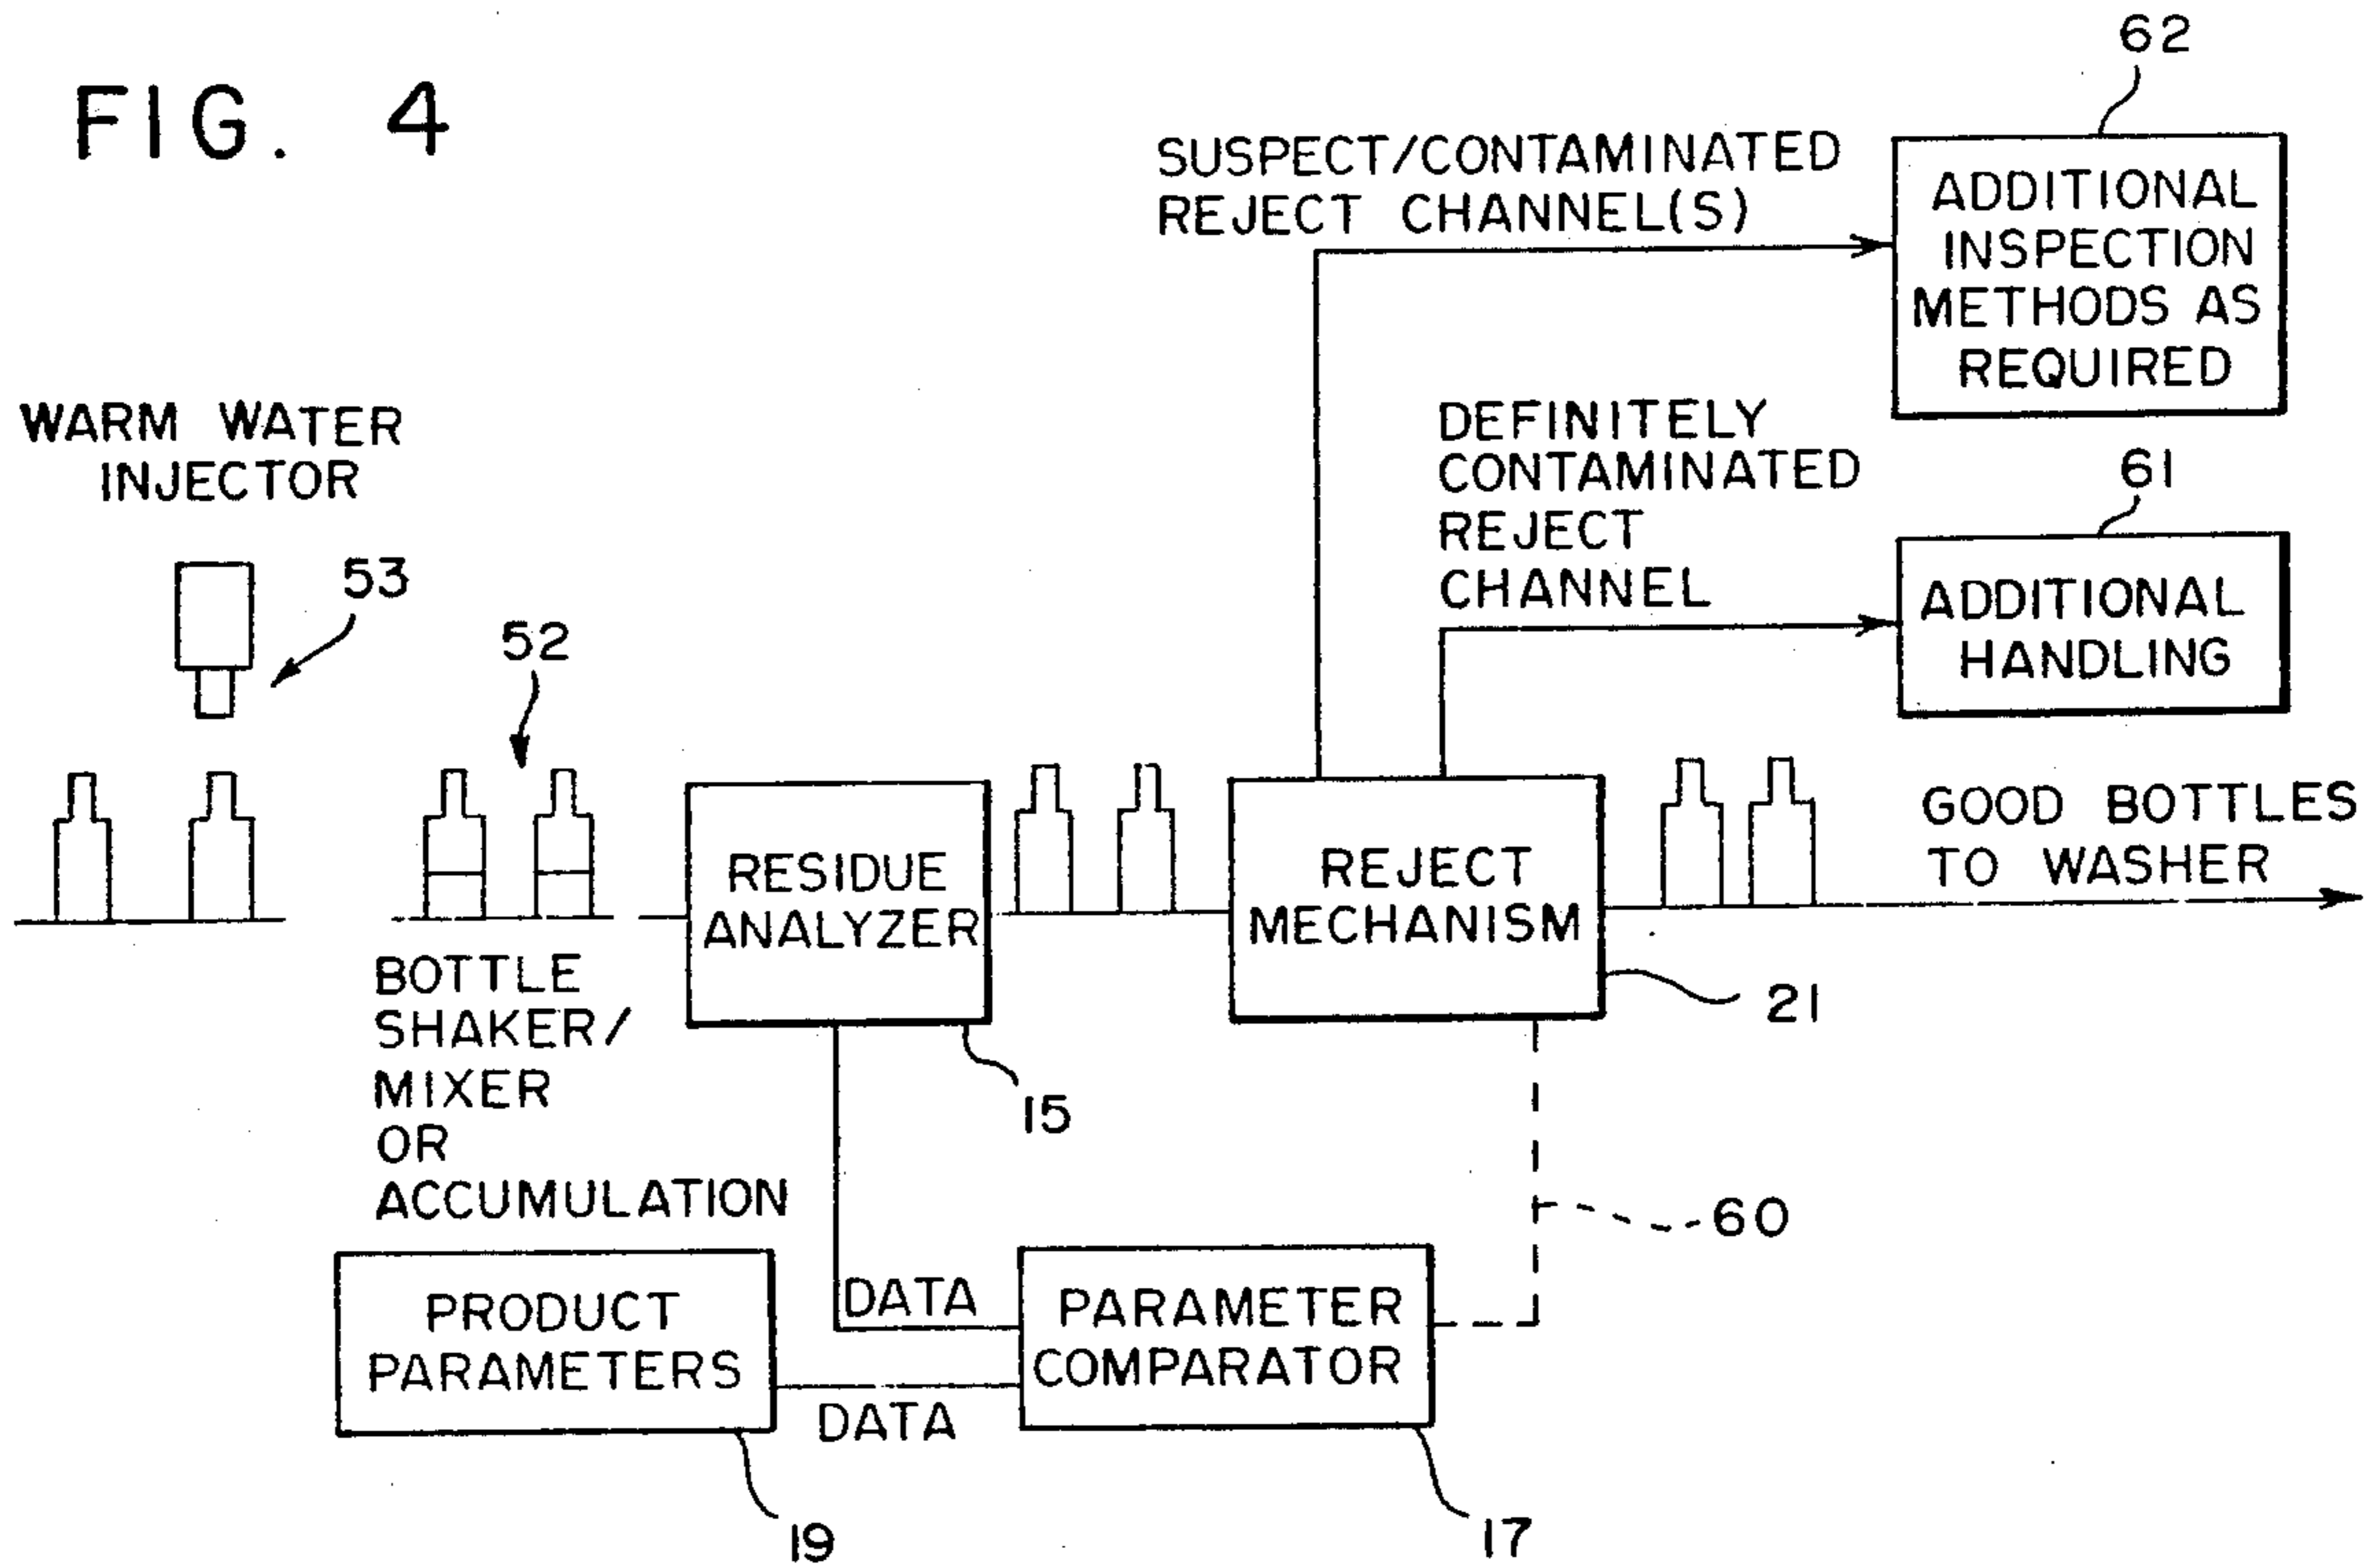 FIG. 4
62
SUSPECT/CONTAMINATED
REJECT CHANNEL(S)
ADDITIONAL
INSPECTION
METHODS AS
REQUIRED
WARM WATER
INJECTOR
53
52
DEFINITELY
CONTAMINATED
REJECT
CHANNEL
61
ADDITIONAL
HANDLING
RESIDUE
ANALYZER
15
REJECT
MECHANISM
21
GOOD BOTTLES
TO WASHER
BOTTLE
SHAKER/
MIXER
OR
ACCUMULATION
60
PRODUCT
PARAMETERS
19
DATA
DATA
PARAMETER
COMPARATOR
17